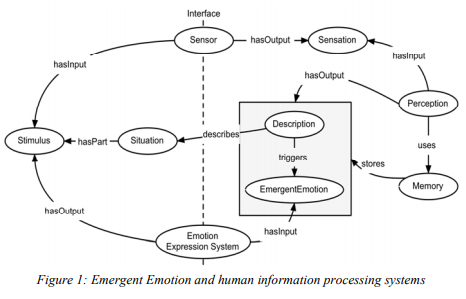 Interface
Sensor
hasOutput
Sensation
hasInput
hasInput
hasOutput
Perception
Description
Stimulus
hasPart
Situation
describes
triggers
uses
EmergentEmotion
stores
Memory
hasOutput
Emotion
Expression System
hasInput
Figure 1: Emergent Emotion and human information processing systems